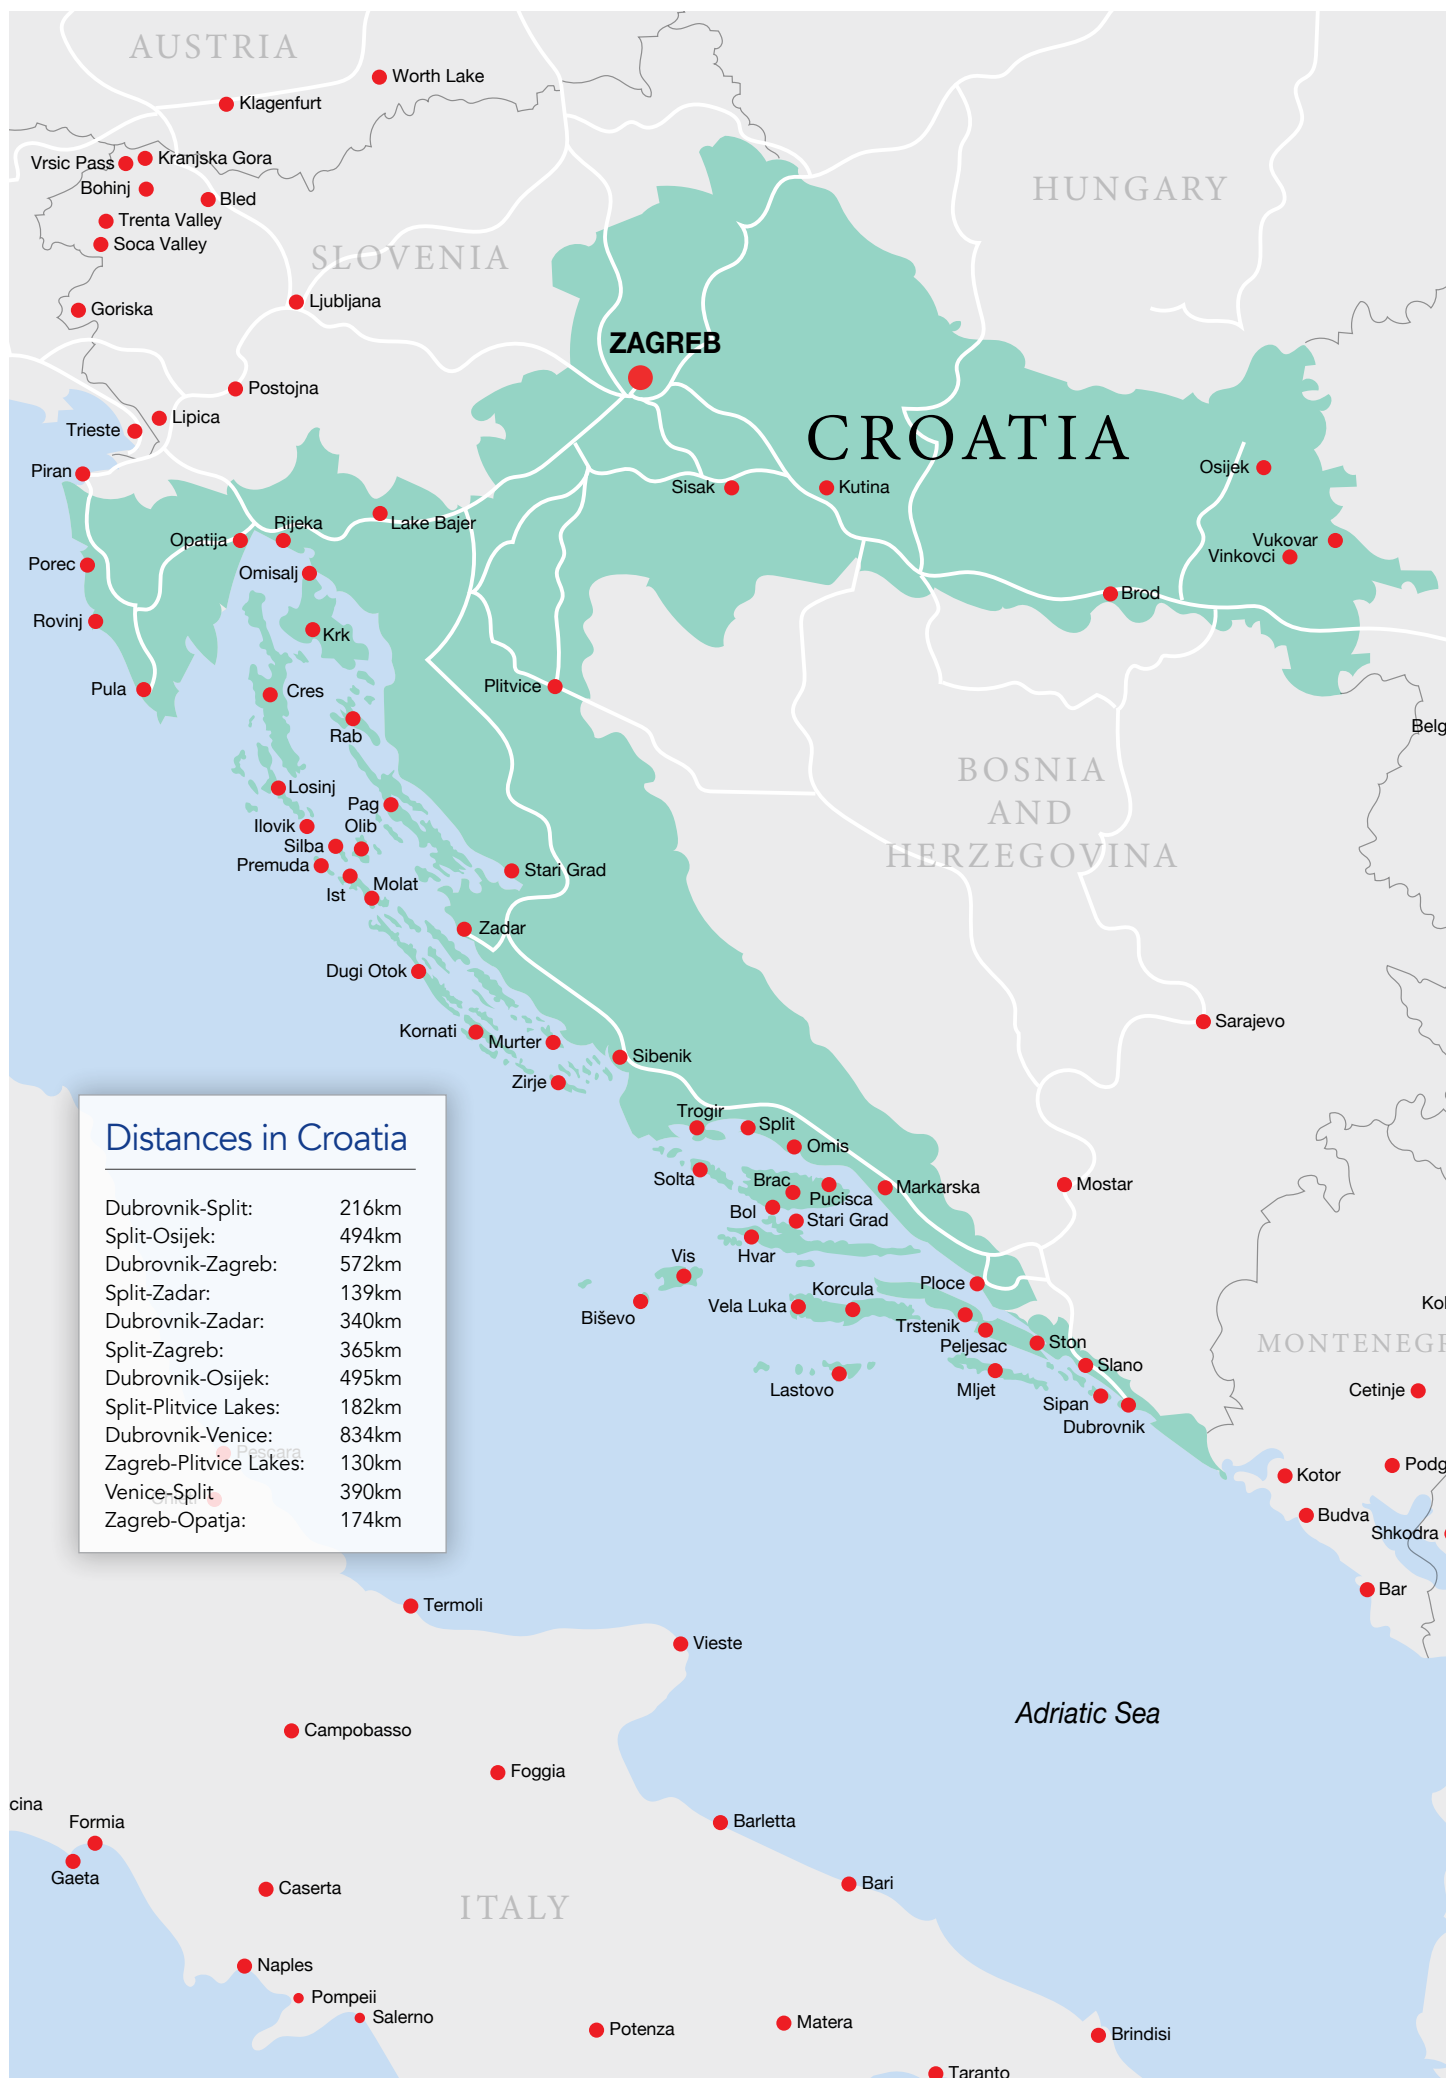 AUSTRIA
Worth Lake
Klagenfurt
Vrsic Pass
Kranjska Gora
Bohinj
Bled
HUNGARY
Trenta Valley
Soca Valley
SLOVENIA
Goriska
Ljubljana
ZAGREB
Postojna
Lipica
Trieste
CROATIA
Piran
Osijek
Sisak
Kutina
Rijeka
Lake Bajer
Opatija
Vukovar
Vinkovci
Porec
Omisalj
Brod
Rovinj
Krk
Pula
Cres
Plitvice
Rab
Belg
BOSNIA
AND
HERZEGOVINA
Losinj
Pag
Ilovik
Olib
Silba
Premuda
Stari Grad
Ist
Molat
Zadar
Dugi Otok
Kornati
Murter
Sarajevo
Sibenik
Zirje
Trogir
Split
Omis
Solta
Brac
Pucisca
Markarska
Mostar
Bol
Stari Grad
Hvar
Vis
Ploce
Korcula
Vela Luka
Biševo
Trstenik
Peljesac
Kol
MONTENEGR
Ston
Slano
Lastovo
Mljet
Sipan
Dubrovnik
Cetinje
Kotor
Podg
Budva
Shkodra
Bar
Distances in Croatia
Dubrovnik-Split: 216km
Split-Osijek: 494km
Dubrovnik-Zagreb: 572km
Split-Zadar: 139km
Dubrovnik-Zadar: 340km
Split-Zagreb: 365km
Dubrovnik-Osijek: 495km
Split-Plitvice Lakes: 182km
Dubrovnik-Venice: 834km
Pescara
Zagreb-Plitvice Lakes: 130km
Venice-Split 390km
Zagreb-Opatja: 174km
Termoli
Vieste
Adriatic Sea
Campobasso
Foggia
cina
Formia
Barletta
Gaeta
Caserta
Bari
ITALY
Naples
Pompeii
Salerno
Potenza
Matera
Brindisi
Taranto